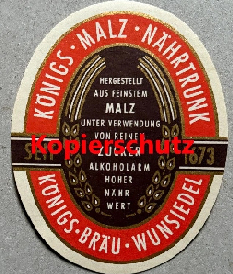 KÖNIGS · MALZ · NÄHRTRUNK
HERGESTELLT
AUS FEINSTEM
MALZ
UNTER VERWENDUNG
VON FEINEM
Kopierschutz
ZUCKER
SEIT 1673
ALKOHOLARM
HOHER
NÄHR
WERT
KÖNIGS · BRÄU · WUNSIEDEL